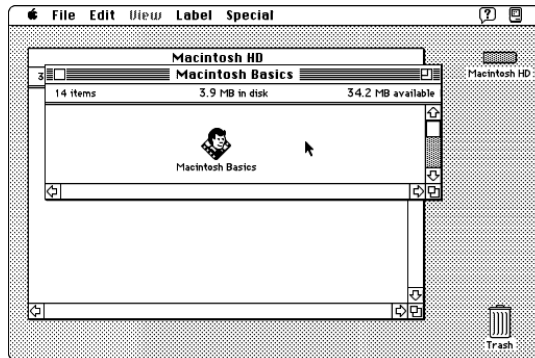 File Edit View Label Special
Macintosh HD
3
Macintosh Basics
14 items 3.9 MB in disk 34.2 MB available
Macintosh Basics
Macintosh HD
Trash